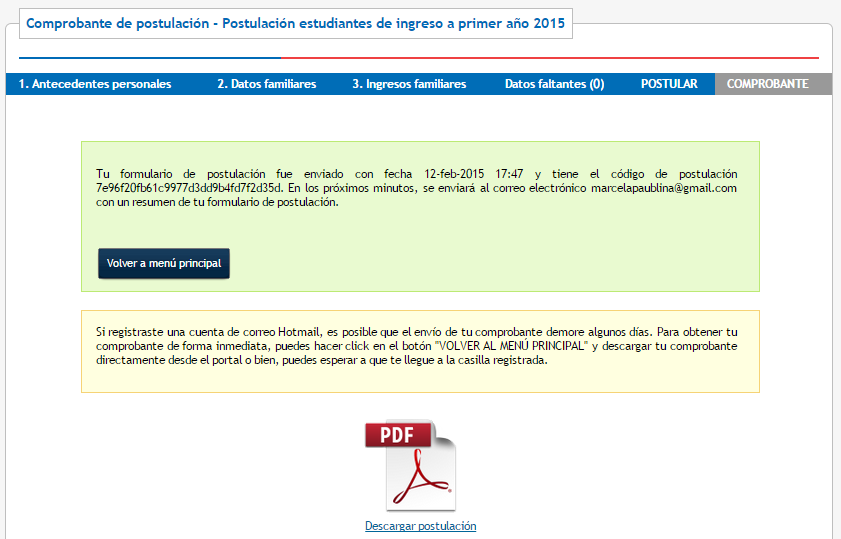 Comprobante de postulación - Postulación estudiantes de ingreso a primer año 2015
1. Antecedentes personales 2. Datos familiares 3. Ingresos familiares Datos faltantes (0) POSTULAR COMPROBANTE
Tu formulario de postulación fue enviado con fecha 12-feb-2015 17:47 y tiene el código de postulación
7e96f20fb61c9977d3dd9b4fd7f2d35d. En los próximos minutos, se enviará al correo electrónico marcelapaublina@gmail.com
con un resumen de tu formulario de postulación.
Volver a menú principal
Si registraste una cuenta de correo Hotmail, es posible que el envío de tu comprobante demore algunos días. Para obtener tu
comprobante de forma inmediata, puedes hacer click en el botón "VOLVER AL MENÚ PRINCIPAL" y descargar tu comprobante
directamente desde el portal o bien, puedes esperar a que te llegue a la casilla registrada.
PDF
Descargar postulación